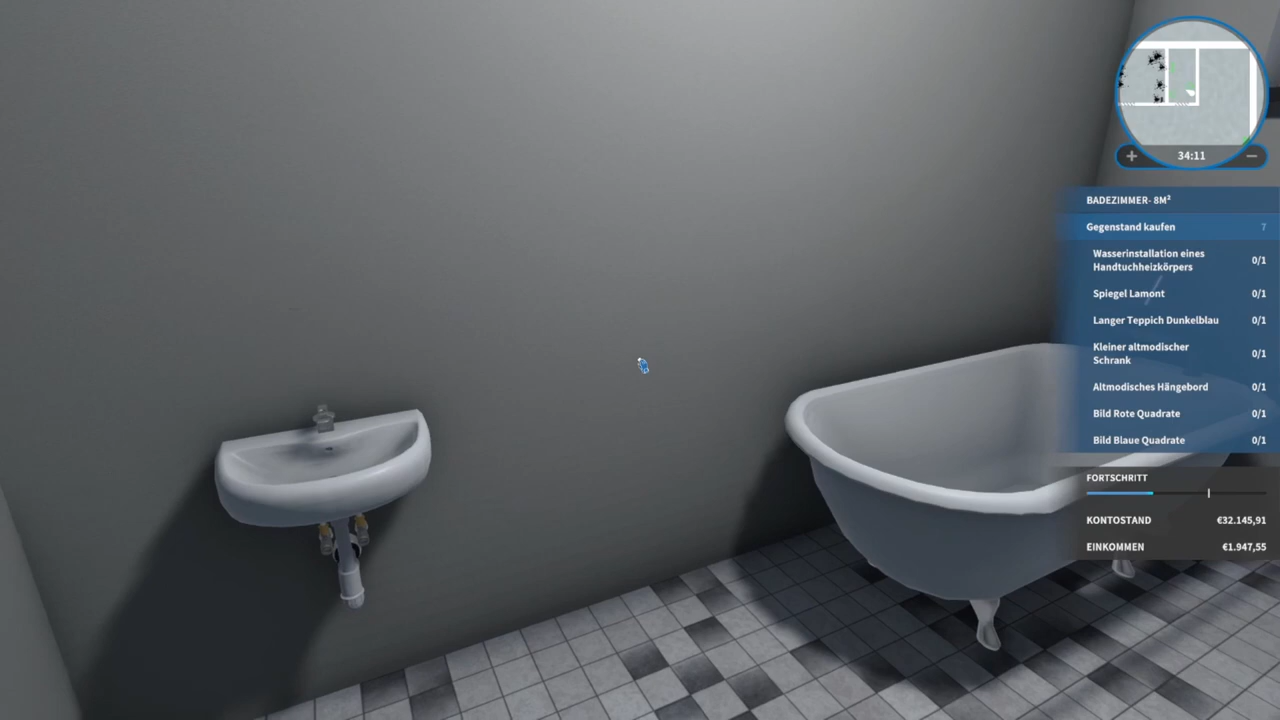 + 34:11 −
BADEZIMMER- 8M²
Gegenstand kaufen 7
Wasserinstallation eines
Handtuchheizkörpers 0/1
Spiegel Lamont 0/1
Langer Teppich Dunkelblau 0/1
Kleiner altmodischer
Schrank 0/1
Altmodisches Hängebord 0/1
Bild Rote Quadrate 0/1
Bild Blaue Quadrate 0/1
FORTSCHRITT
KONTOSTAND €32.145,91
EINKOMMEN €1.947,55